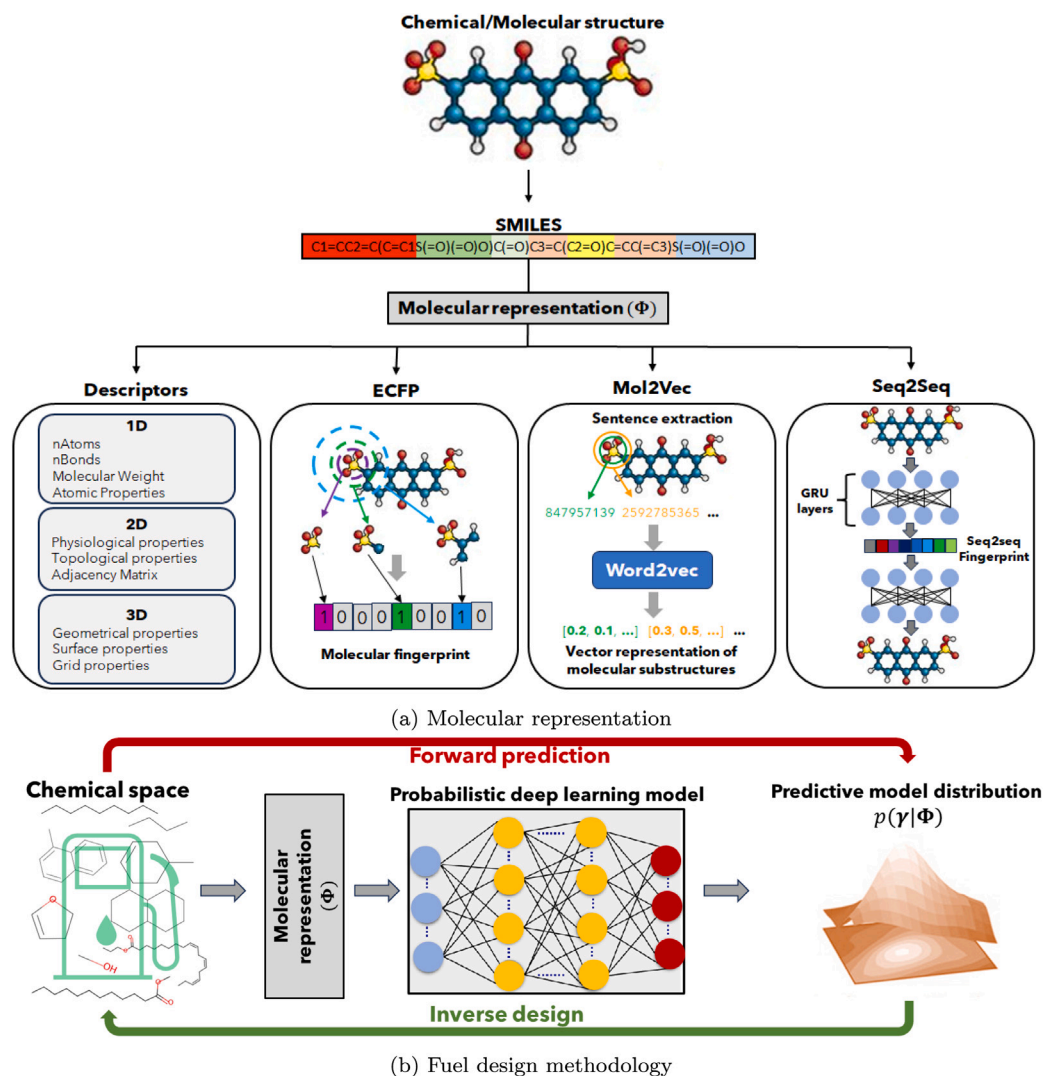 Chemical/Molecular structure
SMILES
C1=CC2=C(C=C1S(=O)(=O)O)C(=O)C3=C(C2=O)C=CC(=C3)S(=O)(=O)O
Molecular representation (Φ)
Descriptors
1D
nAtoms
nBonds
Molecular Weight
Atomic Properties
2D
Physiological properties
Topological properties
Adjacency Matrix
3D
Geometrical properties
Surface properties
Grid properties
ECFP
1 0 0 0 1 0 0 1 0
Molecular fingerprint
Mol2Vec
Sentence extraction
847957139 2592785365 ...
Word2vec
[0.2, 0.1, ...] [0.3, 0.5, ...] ...
Vector representation of
molecular substructures
Seq2Seq
GRU
layers
Seq2seq
Fingerprint
(a) Molecular representation
Forward prediction
Chemical space
O
O
O
OH
O
O
Molecular
representation
(Φ)
Probabilistic deep learning model
Predictive model distribution
p(γ|Φ)
Inverse design
(b) Fuel design methodology